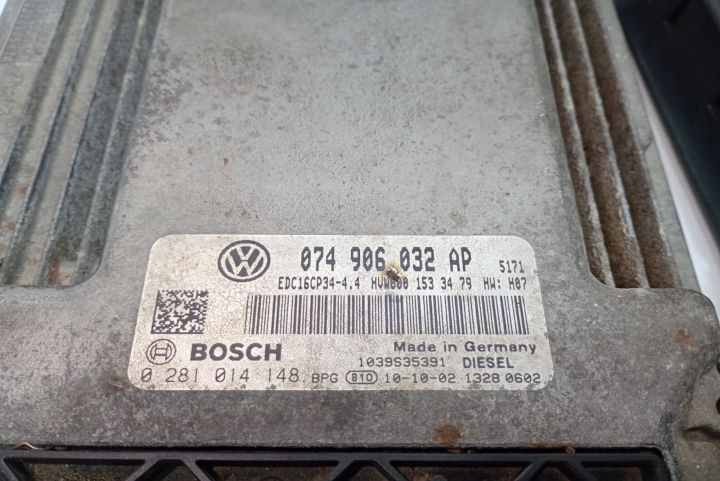 074 906 032 AP 5171
EDC16CP34-4.4 HVW000 153 34 79 HW: H07
BOSCH Made in Germany
1039S35391 DIESEL
0 281 014 148 BPG 810 10-10-02 1328 0602